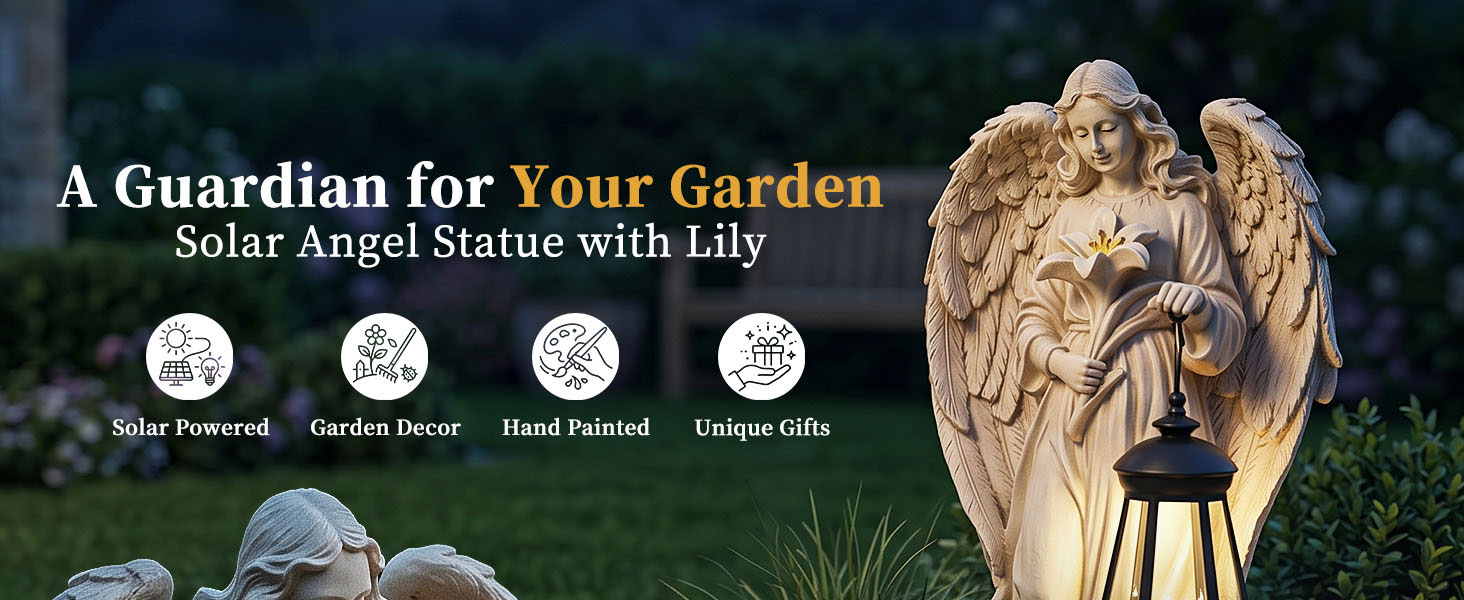 A Guardian for Your Garden
Solar Angel Statue with Lily
Solar Powered
Garden Decor
Hand Painted
Unique Gifts